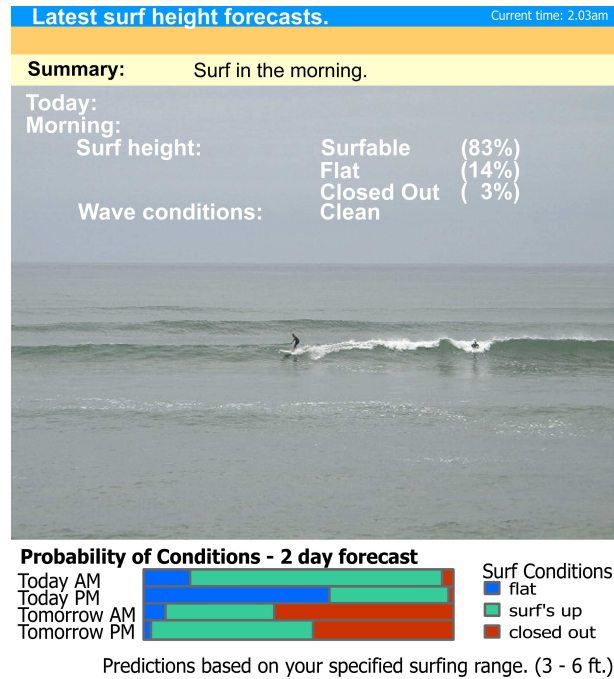 Latest surf height forecasts. Current time: 2.03am
Summary: Surf in the morning.
Today:
Morning:
Surf height: Surfable (83%)
Flat (14%)
Closed Out ( 3%)
Wave conditions: Clean
Probability of Conditions - 2 day forecast
Today AM
Today PM
Tomorrow AM
Tomorrow PM
Surf Conditions
flat
surf's up
closed out
Predictions based on your specified surfing range. (3 - 6 ft.)